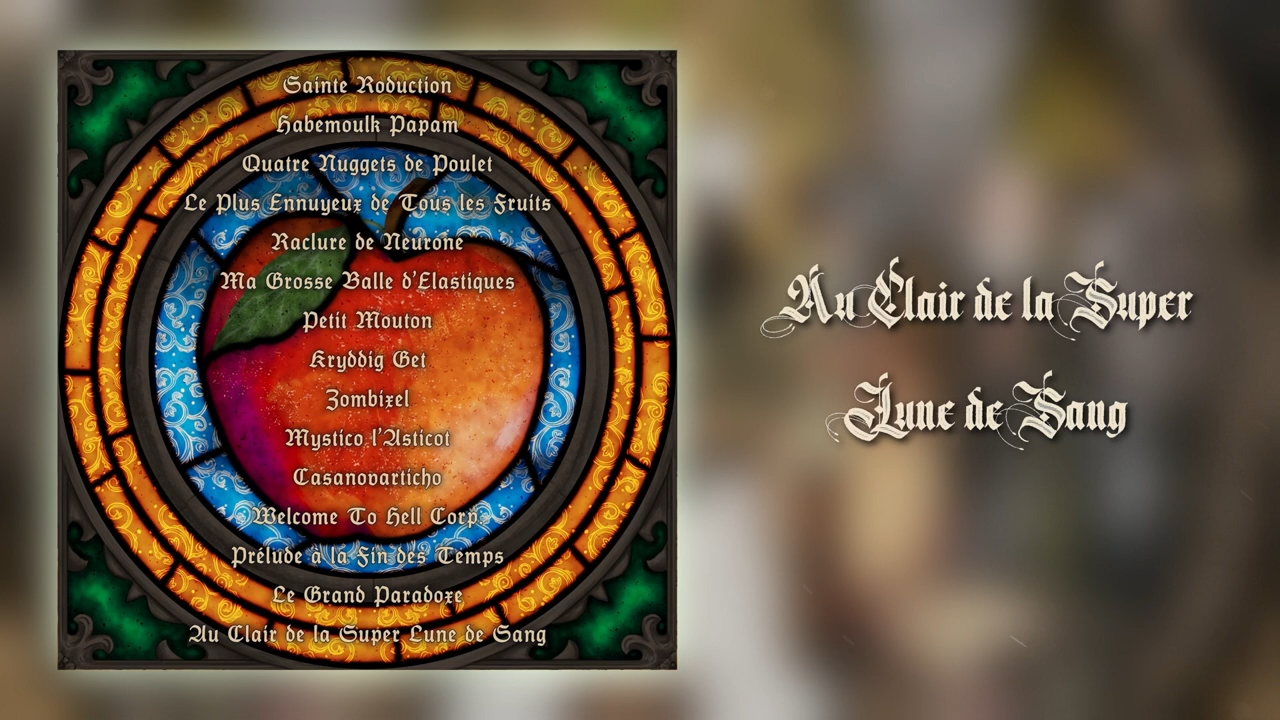 Sainte Roduction
Habemoulk Papam
Quatre Nuggets de Poulet
Le Plus Ennuyeux de Tous les Fruits
Raclure de Neurone
Ma Grosse Balle d'Elastiques
Petit Mouton
Kryddig Get
Zombixel
Mystico l'Asticot
Casanovarticho
Welcome To Hell Corp.
Prélude à la Fin des Temps
Le Grand Paradoxe
Au Clair de la Super Lune de Sang
Au Clair de la Super
Lune de Sang